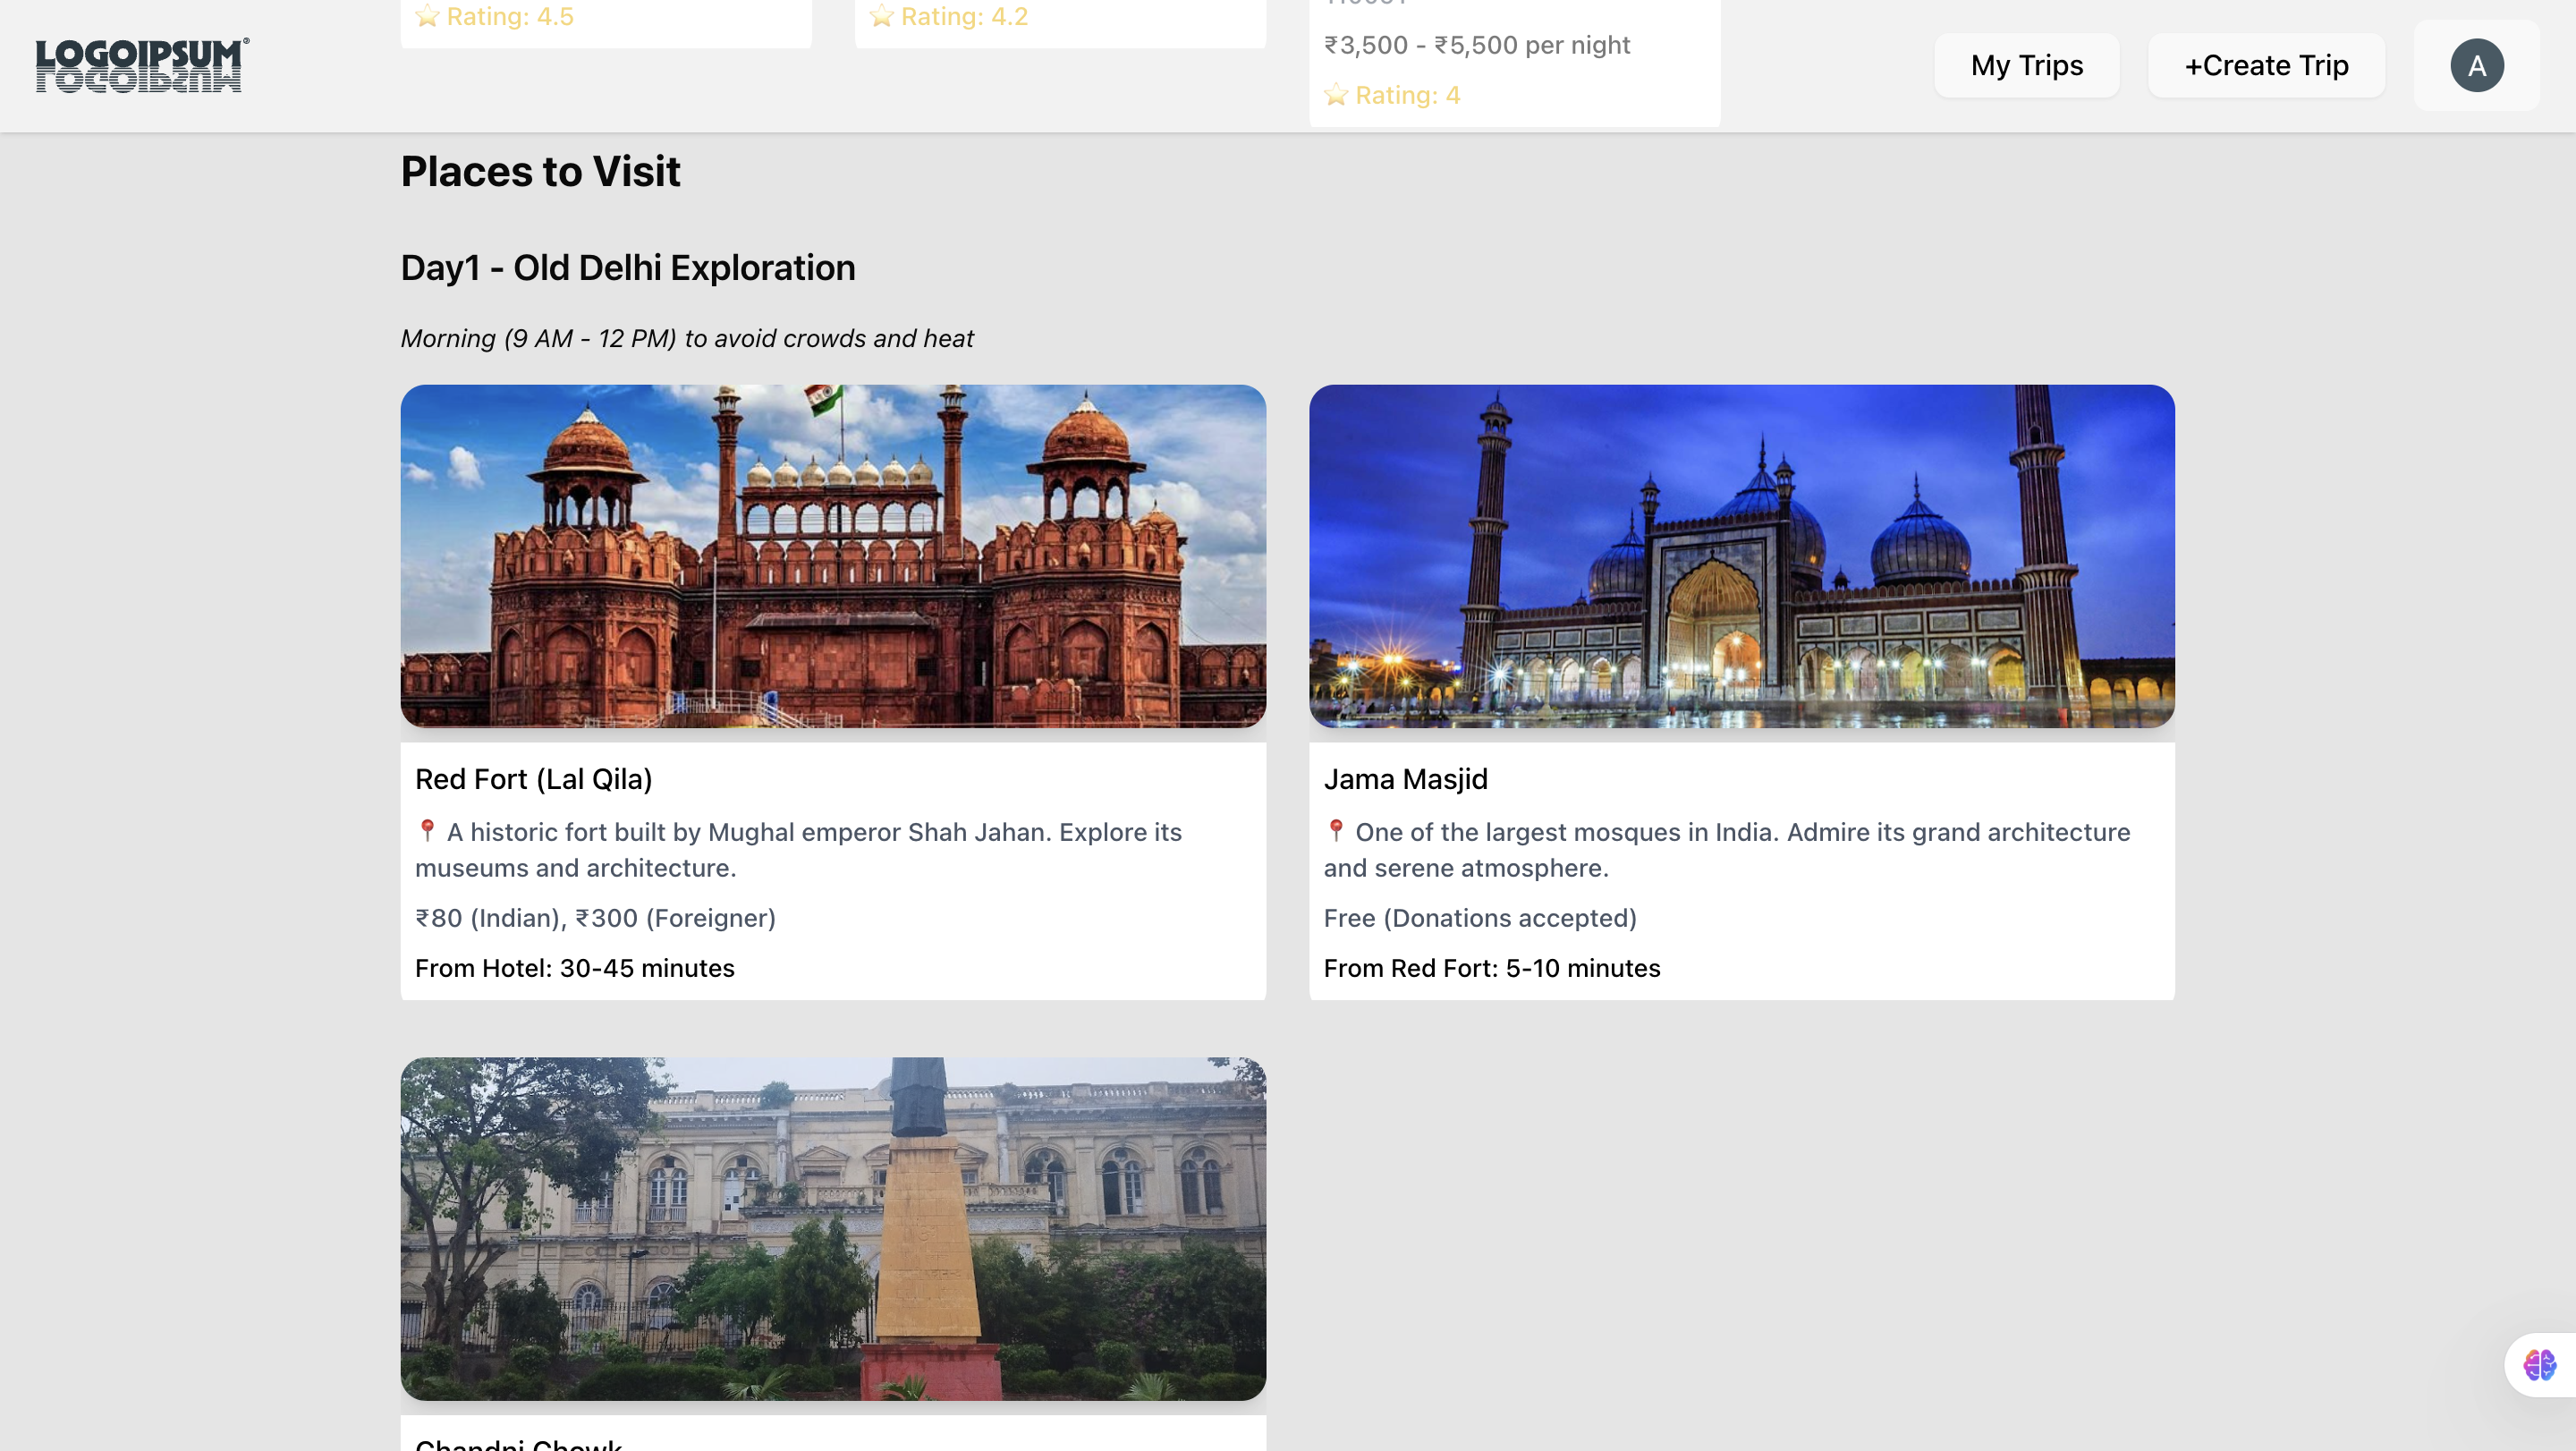 ⭐ Rating: 4.5
⭐ Rating: 4.2
₹3,500 - ₹5,500 per night
⭐ Rating: 4
LOGOIPSUM
My Trips
+Create Trip
A
Places to Visit
Day1 - Old Delhi Exploration
Morning (9 AM - 12 PM) to avoid crowds and heat
Red Fort (Lal Qila)
📍 A historic fort built by Mughal emperor Shah Jahan. Explore its
museums and architecture.
₹80 (Indian), ₹300 (Foreigner)
From Hotel: 30-45 minutes
Jama Masjid
📍 One of the largest mosques in India. Admire its grand architecture
and serene atmosphere.
Free (Donations accepted)
From Red Fort: 5-10 minutes
Chandni Chowk